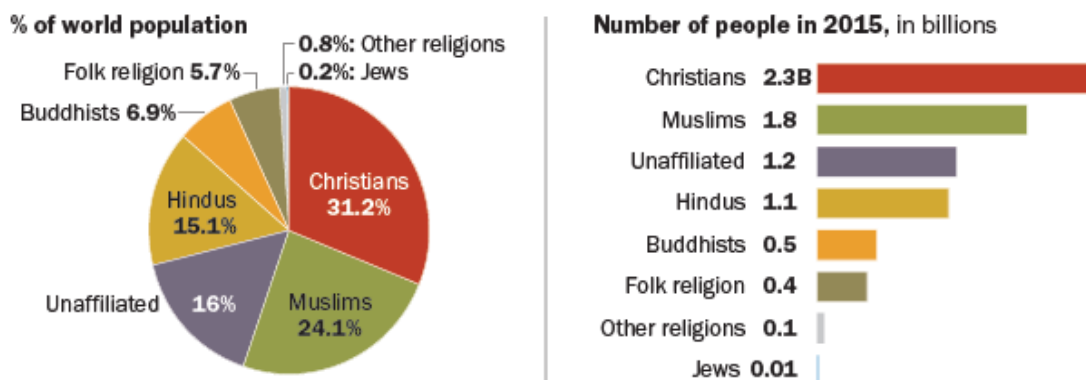 % of world population
0.8%: Other religions
Folk religion 5.7%
0.2%: Jews
Buddhists 6.9%
Christians
31.2%
Hindus
15.1%
Unaffiliated
16%
Muslims
24.1%
Number of people in 2015, in billions
Christians 2.3B
Muslims 1.8
Unaffiliated 1.2
Hindus 1.1
Buddhists 0.5
Folk religion 0.4
Other religions 0.1
Jews 0.01